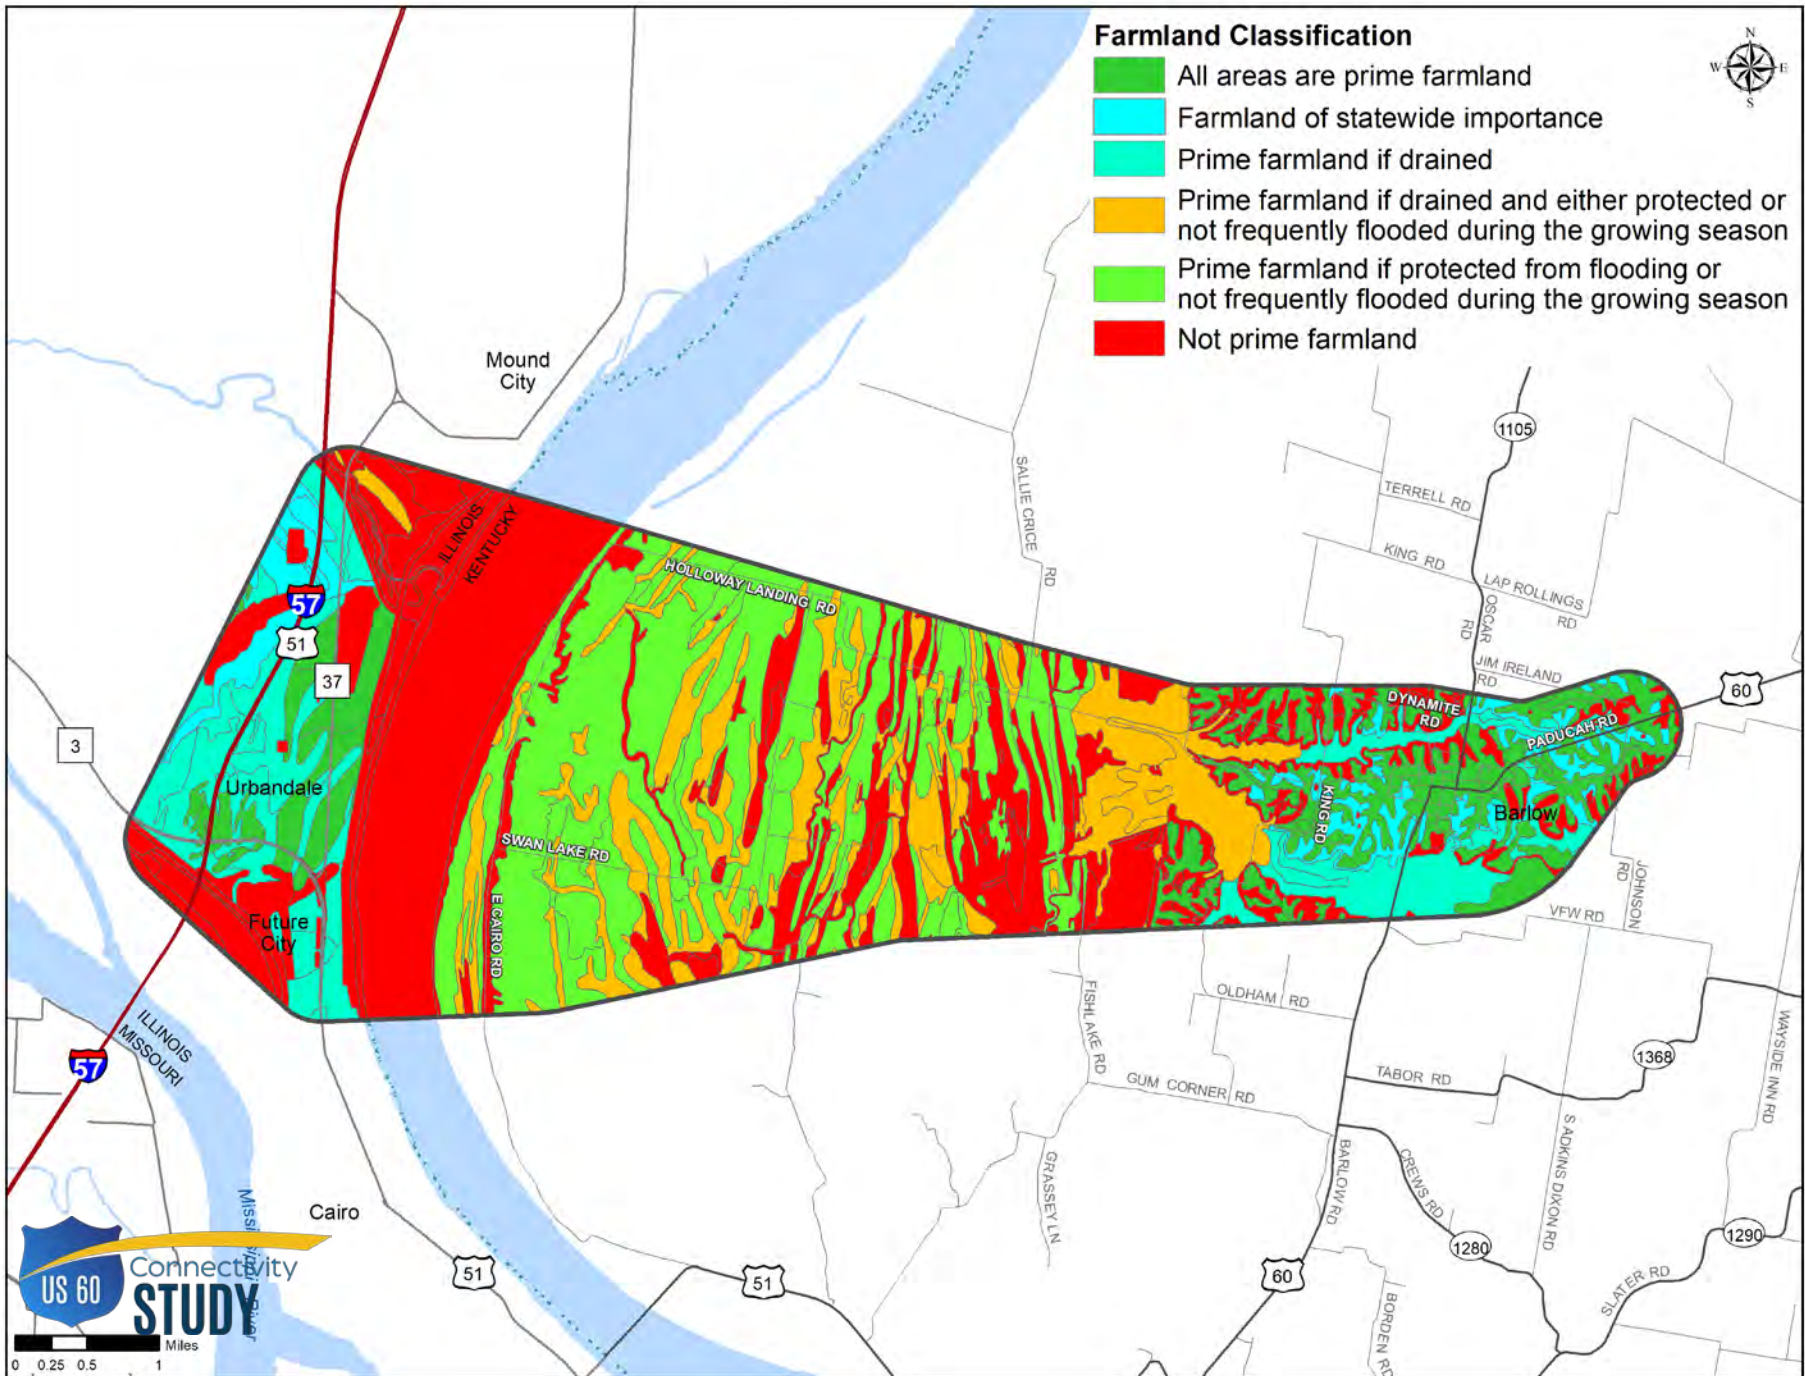 Farmland Classification
All areas are prime farmland
Farmland of statewide importance
Prime farmland if drained
Prime farmland if drained and either protected or
not frequently flooded during the growing season
Prime farmland if protected from flooding or
not frequently flooded during the growing season
Not prime farmland
N
W E
S
Mound
City
1105
SALLIE CRICE RD
TERRELL RD
KING RD
LAP ROLLINGS
RD
OSCAR
RD
JIM IRELAND
RD
ILLINOIS
KENTUCKY
HOLLOWAY LANDING RD
57
51
37
3
60
DYNAMITE
RD
PADUCAH RD
Urbandale
KING RD
Barlow
SWAN LAKE RD
E CAIRO RD
Future
City
JOHNSON
RD
VFW RD
ILLINOIS
MISSOURI
57
FISHLAKE RD
OLDHAM RD
GUM CORNER RD
TABOR RD
1368
WAYSIDE INN RD
S ADKINS DIXON RD
GRASSEY LN
BARLOW RD
CREWS RD
1280
1290
SLATER RD
BORDEN RD
Cairo
Mississippi River
51
51
60
US 60
Connectivity
STUDY
Miles
0 0.25 0.5 1